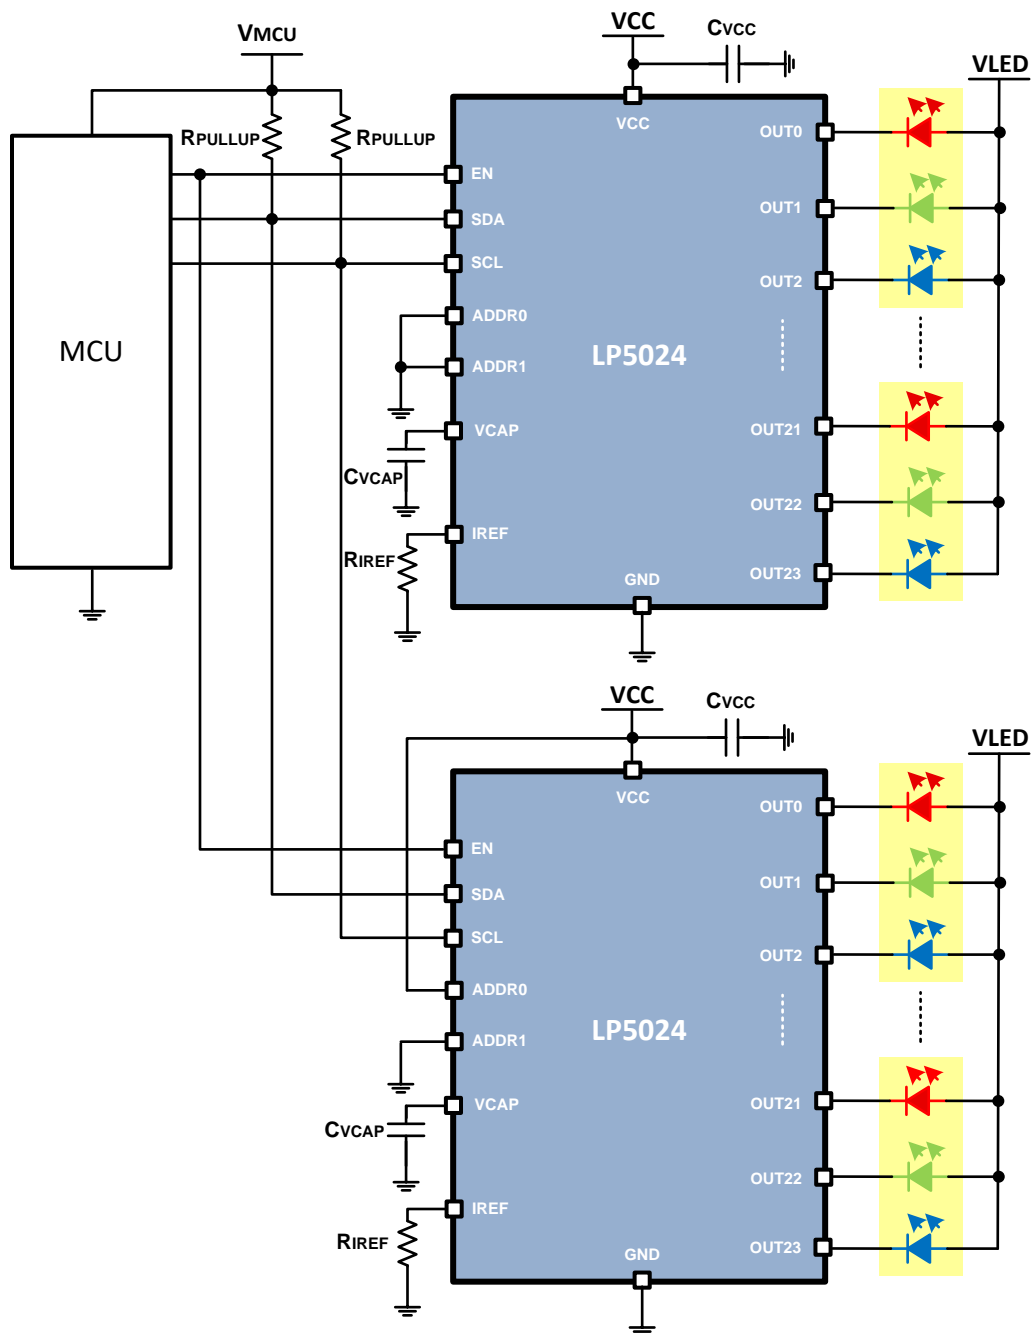 VMCU
VCC
CVCC
VLED
RPULLUP
RPULLUP
VCC
OUT0
EN
SDA
OUT1
SCL
OUT2
ADDR0
MCU
LP5024
ADDR1
VCAP
OUT21
CVCAP
OUT22
IREF
RIREF
GND
OUT23
VCC
CVCC
VLED
VCC
OUT0
EN
SDA
OUT1
SCL
OUT2
ADDR0
LP5024
ADDR1
VCAP
OUT21
CVCAP
OUT22
IREF
RIREF
GND
OUT23